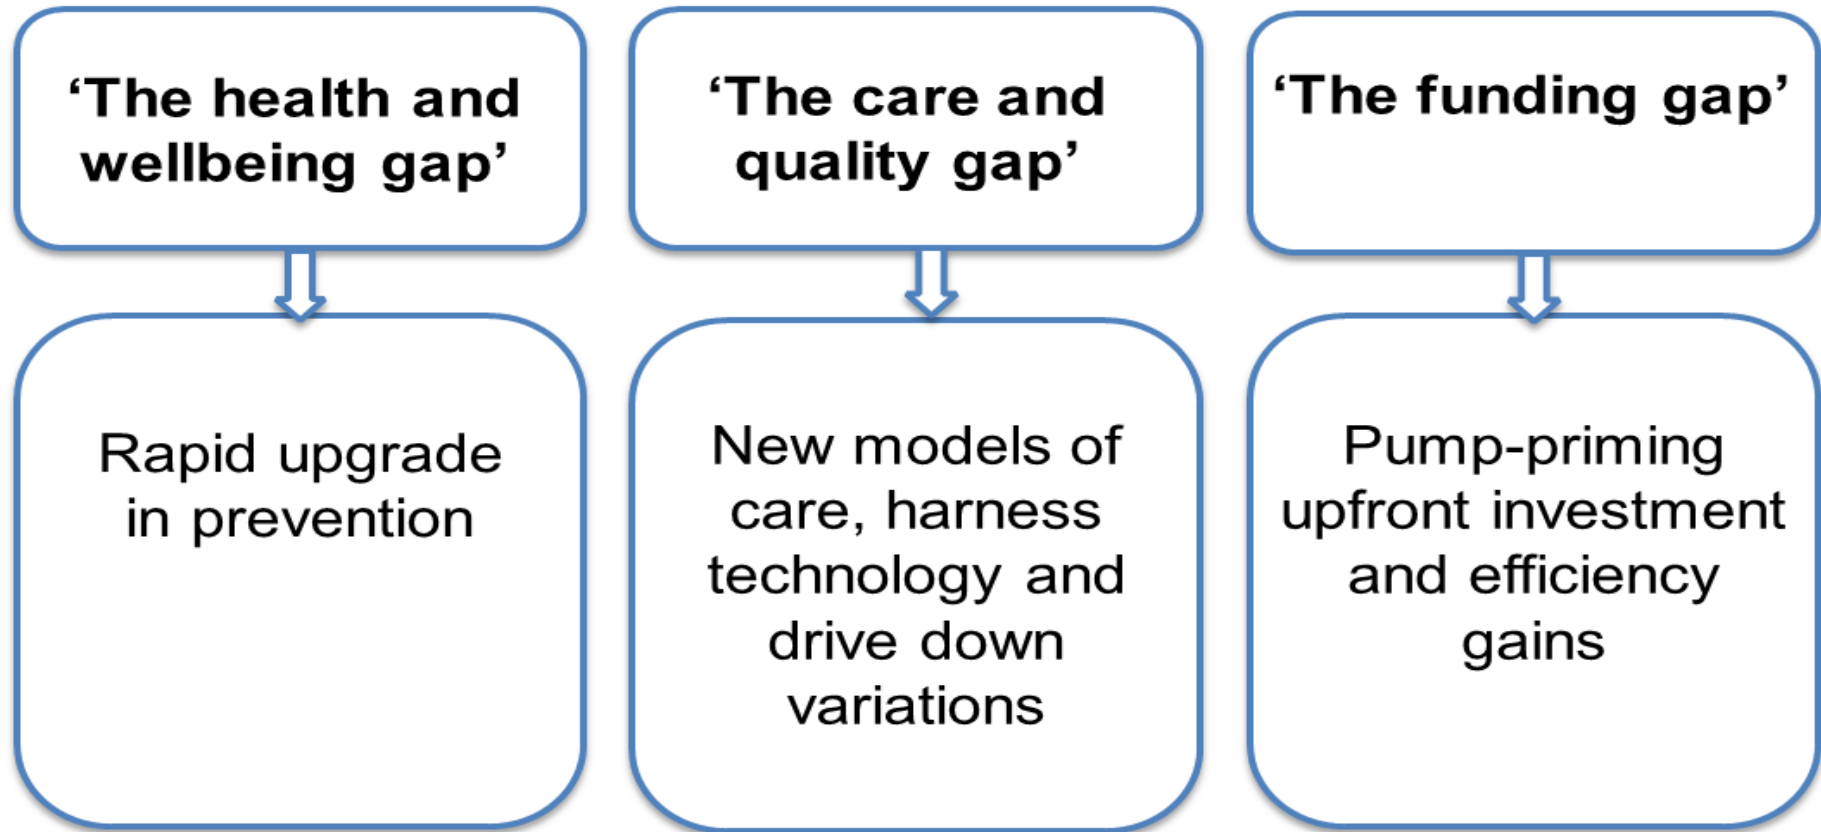 ‘The health and
wellbeing gap’
‘The care and
quality gap’
‘The funding gap’
Rapid upgrade
in prevention
New models of
care, harness
technology and
drive down
variations
Pump-priming
upfront investment
and efficiency
gains